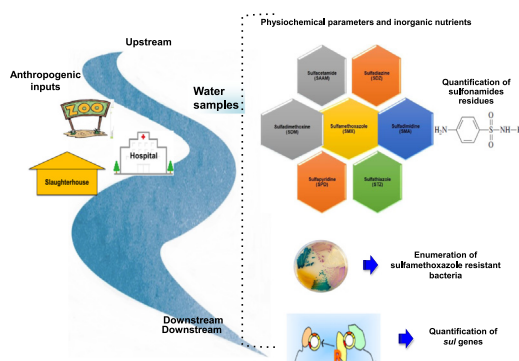 Physiochemical parameters and inorganic nutrients
Upstream
Anthropogenic
inputs
ZOO
Water
samples
Hospital
Slaughterhouse
Downstream
Downstream
Sulfacetamide
(SAAM)
Sulfadiazine
(SDZ)
Sulfadimethoxine
(SDM)
Sulfamethoxazole
(SMX)
(SMA)
Sulfapyridine
(SPD)
Sulfathiazole
(STZ)
Quantification of
sulfonamides
residues
H₂N
O
S
O
NH
Enumeration of
sulfamethoxazole resistant
bacteria
Quantification of
sul genes